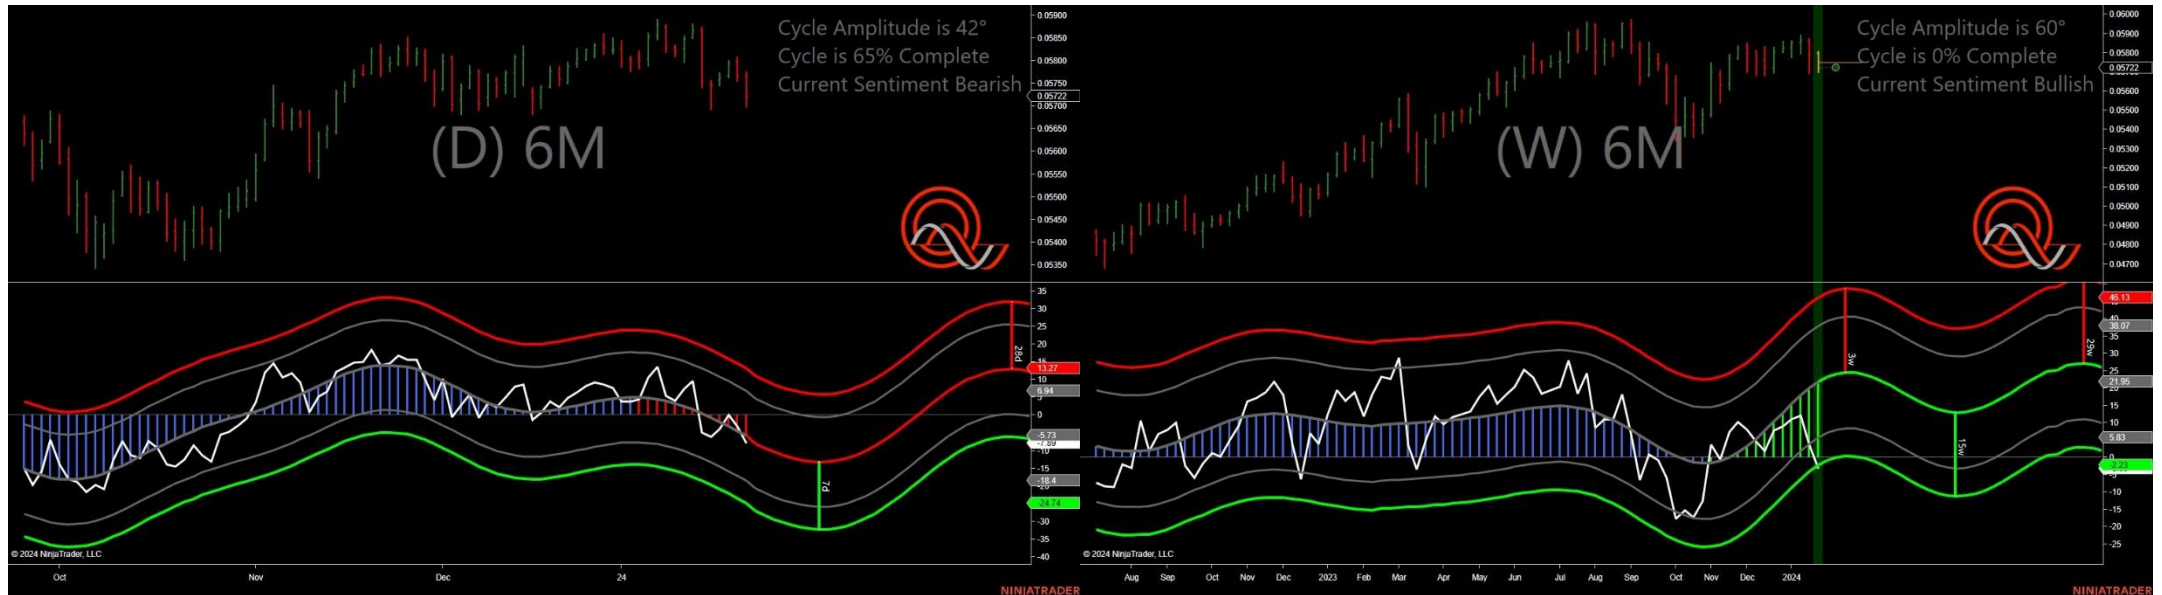 Cycle Amplitude is 42°
Cycle is 65% Complete
Current Sentiment Bearish
(D) 6M
0.05900
0.05850
0.05800
0.05750
0.05722
0.05700
0.05650
0.05600
0.05550
0.05500
0.05450
0.05400
0.05350
35
30
25
20
15
13.27
10
6.94
0
-5.73
-7.89
-10
-15
-18.4
-24.74
-30
-35
-40
28d
7d
© 2024 NinjaTrader, LLC
Oct
Nov
Dec
24
NINJATRADER
Cycle Amplitude is 60°
Cycle is 0% Complete
Current Sentiment Bullish
(W) 6M
0.06000
0.05900
0.05800
0.05722
0.05600
0.05500
0.05400
0.05300
0.05200
0.05100
0.05000
0.04900
0.04800
0.04700
46.13
40
38.07
35
30
25
21.95
15
10
5.83
0
-2.23
-10
-15
-20
-25
3w
15w
29w
© 2024 NinjaTrader, LLC
Aug
Sep
Oct
Nov
Dec
2023
Feb
Mar
Apr
May
Jun
Jul
Aug
Sep
Oct
Nov
Dec
2024
NINJATRADER